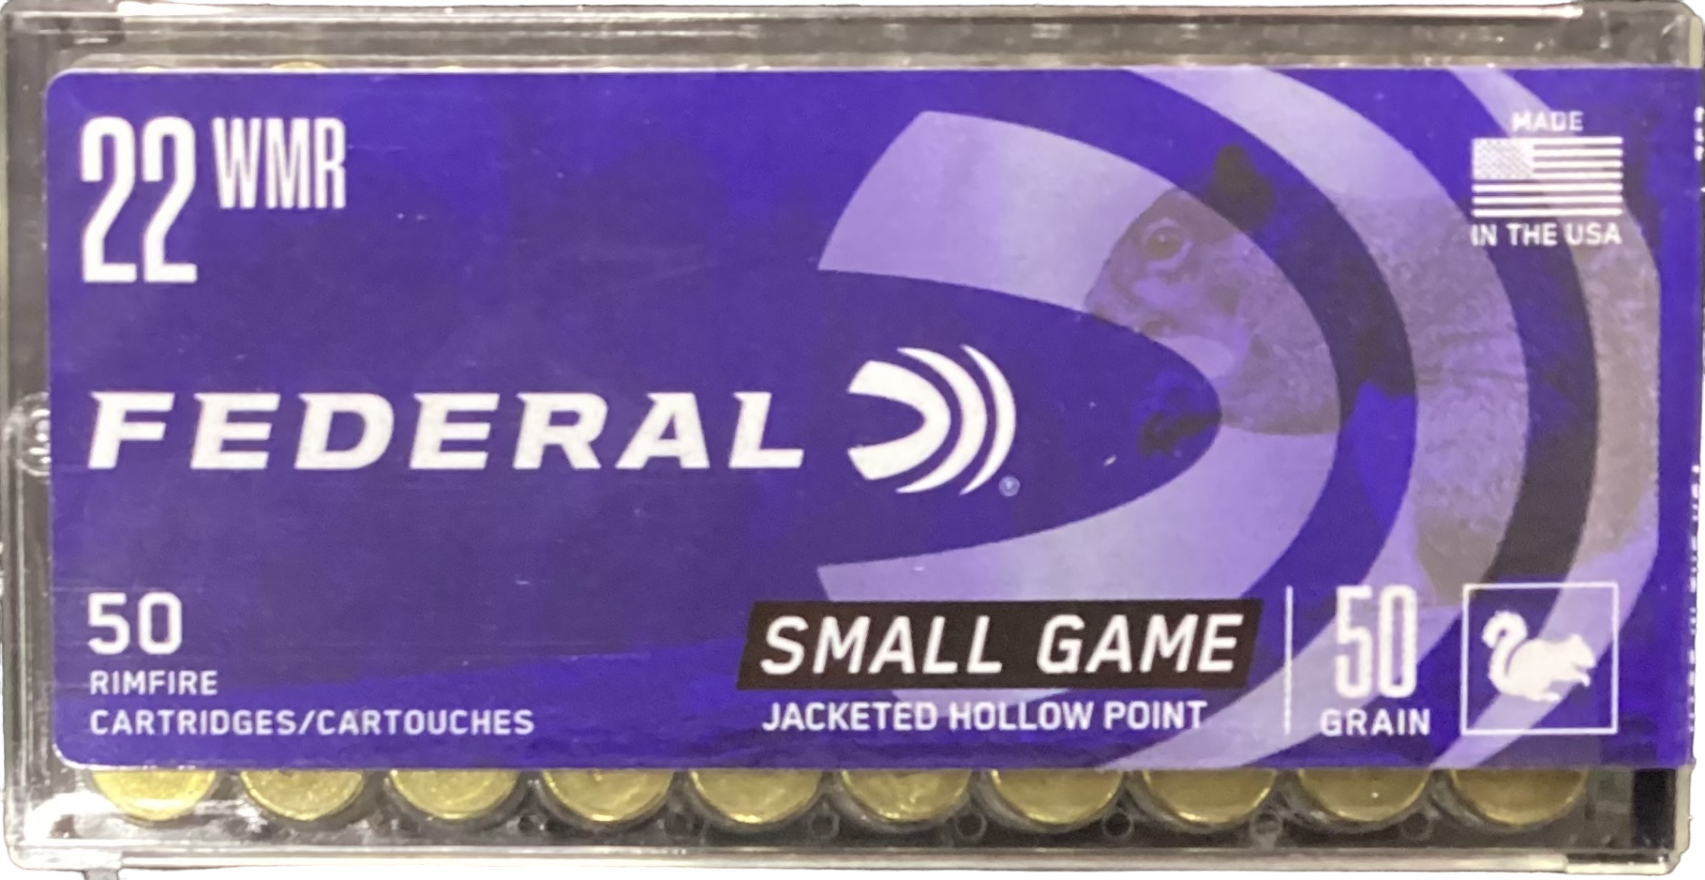 22 WMR
MADE
IN THE USA
FEDERAL
®
50
RIMFIRE
CARTRIDGES/CARTOUCHES
SMALL GAME
JACKETED HOLLOW POINT
50
GRAIN